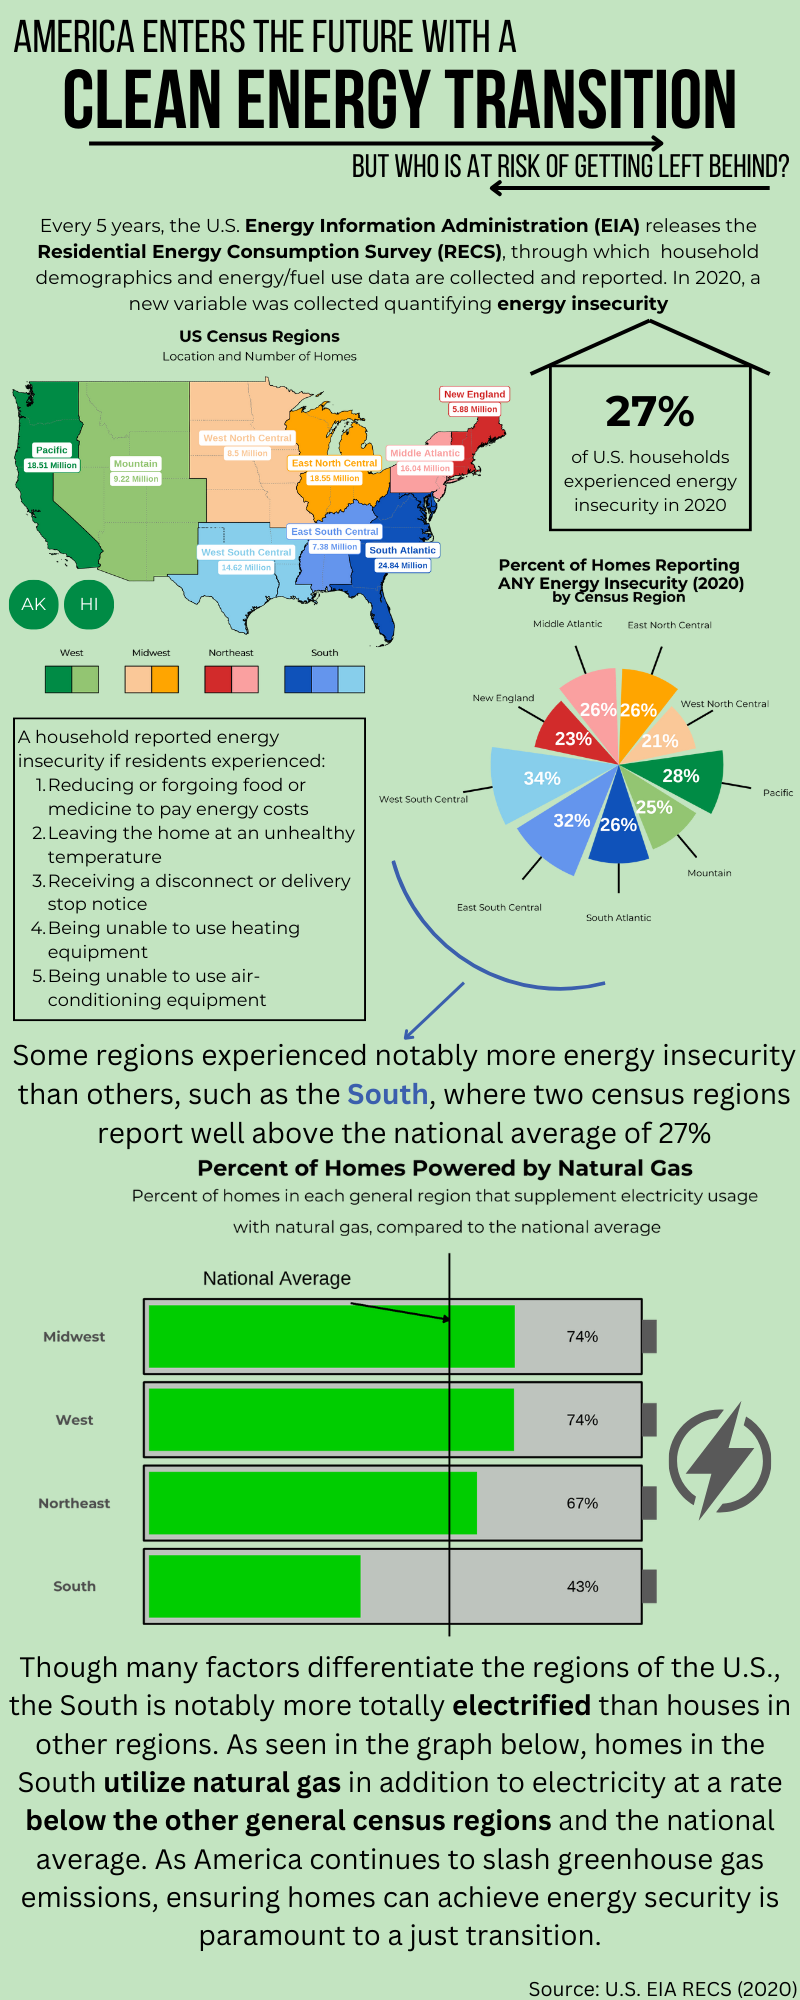 AMERICA ENTERS THE FUTURE WITH A
CLEAN ENERGY TRANSITION
BUT WHO IS AT RISK OF GETTING LEFT BEHIND?
Every 5 years, the U.S. Energy Information Administration (EIA) releases the
Residential Energy Consumption Survey (RECS), through which household
demographics and energy/fuel use data are collected and reported. In 2020, a
new variable was collected quantifying energy insecurity
US Census Regions
Location and Number of Homes
New England
5.88 Million
West North Central
8.5 Million
Pacific
18.51 Million
Mountain
9.22 Million
East North Central
18.55 Million
Middle Atlantic
16.04 Million
East South Central
7.38 Million
West South Central
14.62 Million
South Atlantic
24.84 Million
AK
HI
West
Midwest
Northeast
South
27%
of U.S. households
experienced energy
insecurity in 2020
Percent of Homes Reporting
ANY Energy Insecurity (2020)
by Census Region
Middle Atlantic
East North Central
New England
West North Central
26%
26%
23%
21%
34%
28%
West South Central
Pacific
32%
26%
25%
Mountain
East South Central
South Atlantic
A household reported energy
insecurity if residents experienced:
1. Reducing or forgoing food or
medicine to pay energy costs
2. Leaving the home at an unhealthy
temperature
3. Receiving a disconnect or delivery
stop notice
4. Being unable to use heating
equipment
5. Being unable to use air-
conditioning equipment
Some regions experienced notably more energy insecurity
than others, such as the South, where two census regions
report well above the national average of 27%
Percent of Homes Powered by Natural Gas
Percent of homes in each general region that supplement electricity usage
with natural gas, compared to the national average
National Average
Midwest
74%
West
74%
Northeast
67%
South
43%
Though many factors differentiate the regions of the U.S.,
the South is notably more totally electrified than houses in
other regions. As seen in the graph below, homes in the
South utilize natural gas in addition to electricity at a rate
below the other general census regions and the national
average. As America continues to slash greenhouse gas
emissions, ensuring homes can achieve energy security is
paramount to a just transition.
Source: U.S. EIA RECS (2020)